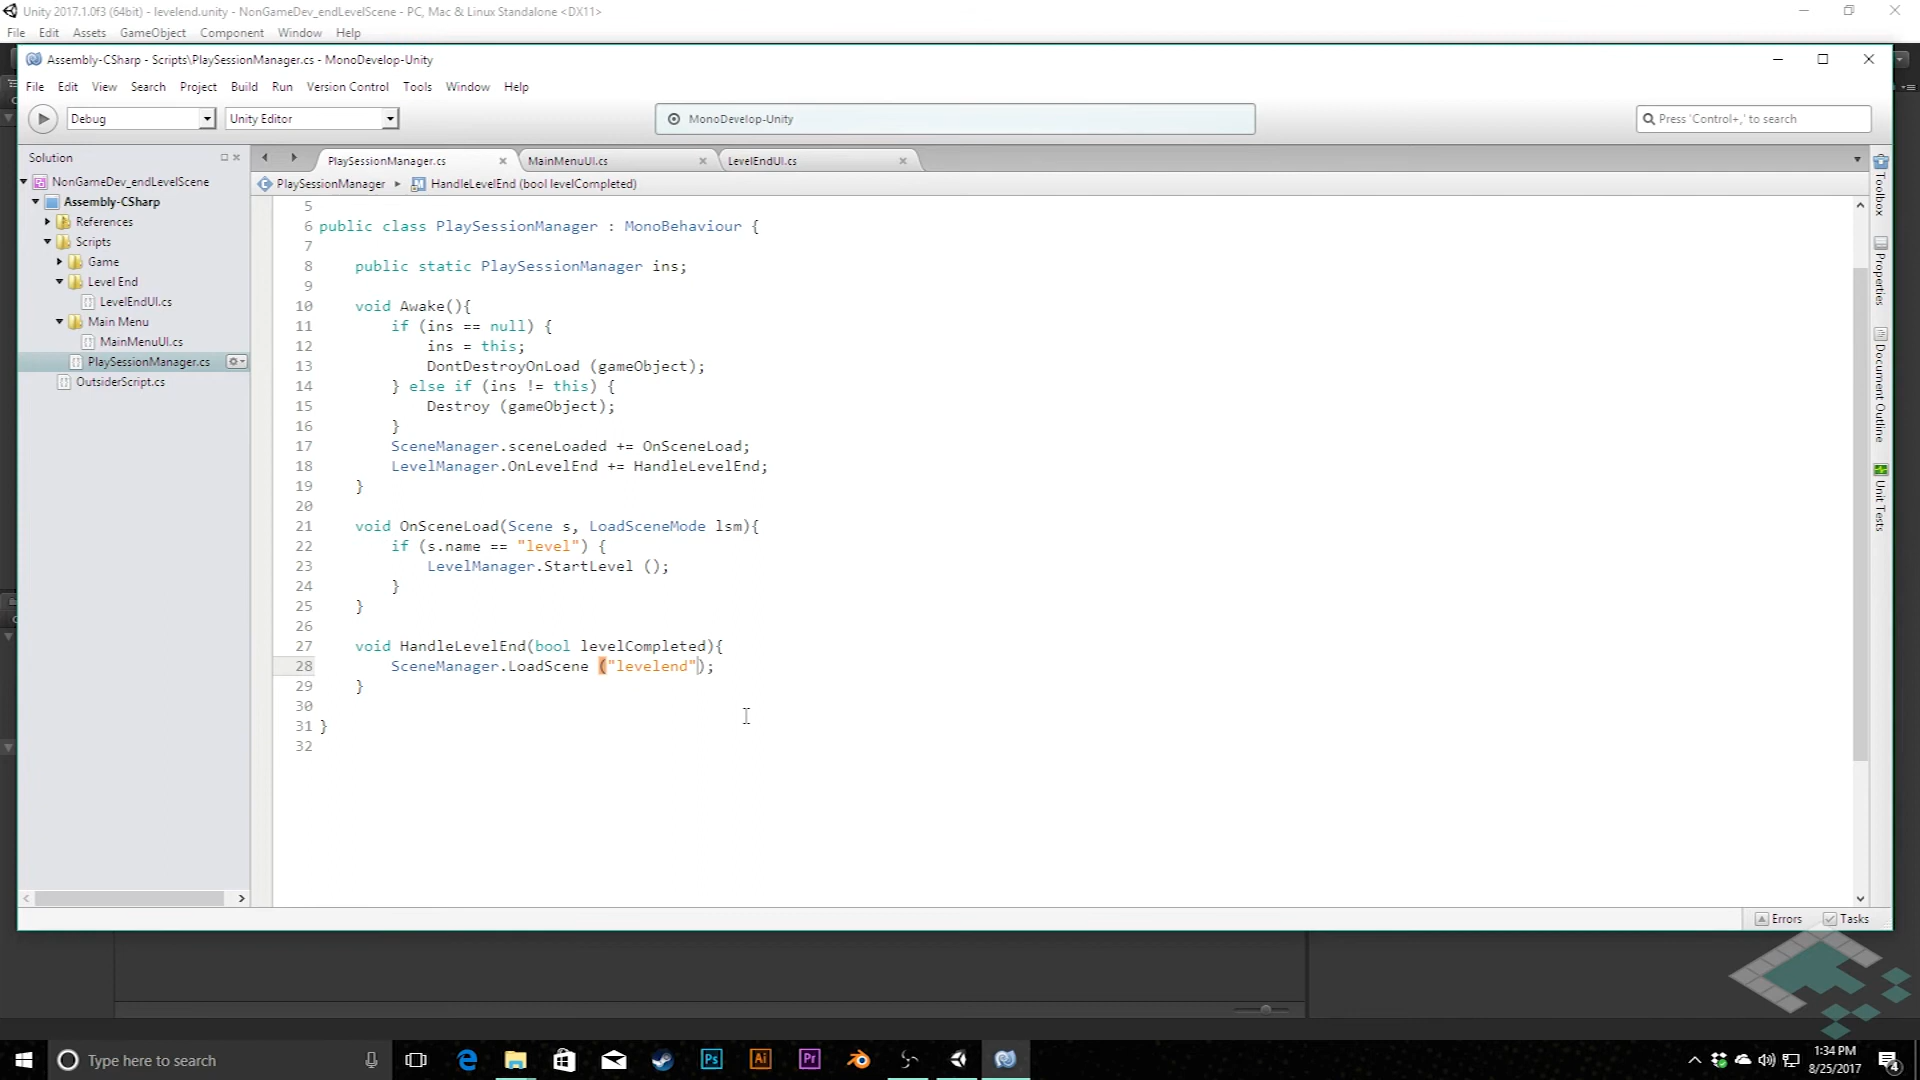 Unity 2017.1.0f3 (64bit) - levelend.unity - NonGameDev_endLevelScene - PC, Mac & Linux Standalone <DX11>
File Edit Assets GameObject Component Window Help
Assembly-CSharp - Scripts\PlaySessionManager.cs - MonoDevelop-Unity
File Edit View Search Project Build Run Version Control Tools Window Help
Debug Unity Editor MonoDevelop-Unity Press 'Control+,' to search
Solution PlaySessionManager.cs MainMenuUI.cs LevelEndUI.cs
PlaySessionManager HandleLevelEnd (bool levelCompleted)
NonGameDev_endLevelScene
Assembly-CSharp
References
Scripts
Game
Level End
LevelEndUI.cs
Main Menu
MainMenuUI.cs
PlaySessionManager.cs
OutsiderScript.cs
5
6 public class PlaySessionManager : MonoBehaviour {
7
8 public static PlaySessionManager ins;
9
10 void Awake(){
11 if (ins == null) {
12 ins = this;
13 DontDestroyOnLoad (gameObject);
14 } else if (ins != this) {
15 Destroy (gameObject);
16 }
17 SceneManager.sceneLoaded += OnSceneLoad;
18 LevelManager.OnLevelEnd += HandleLevelEnd;
19 }
20
21 void OnSceneLoad(Scene s, LoadSceneMode lsm){
22 if (s.name == "level") {
23 LevelManager.StartLevel ();
24 }
25 }
26
27 void HandleLevelEnd(bool levelCompleted){
28 SceneManager.LoadScene ("levelend");
29 }
30
31 }
32
Toolbox
Properties
Document Outline
Unit Tests
Errors Tasks
Type here to search
Ps Ai Pr
1:34 PM
8/25/2017
4